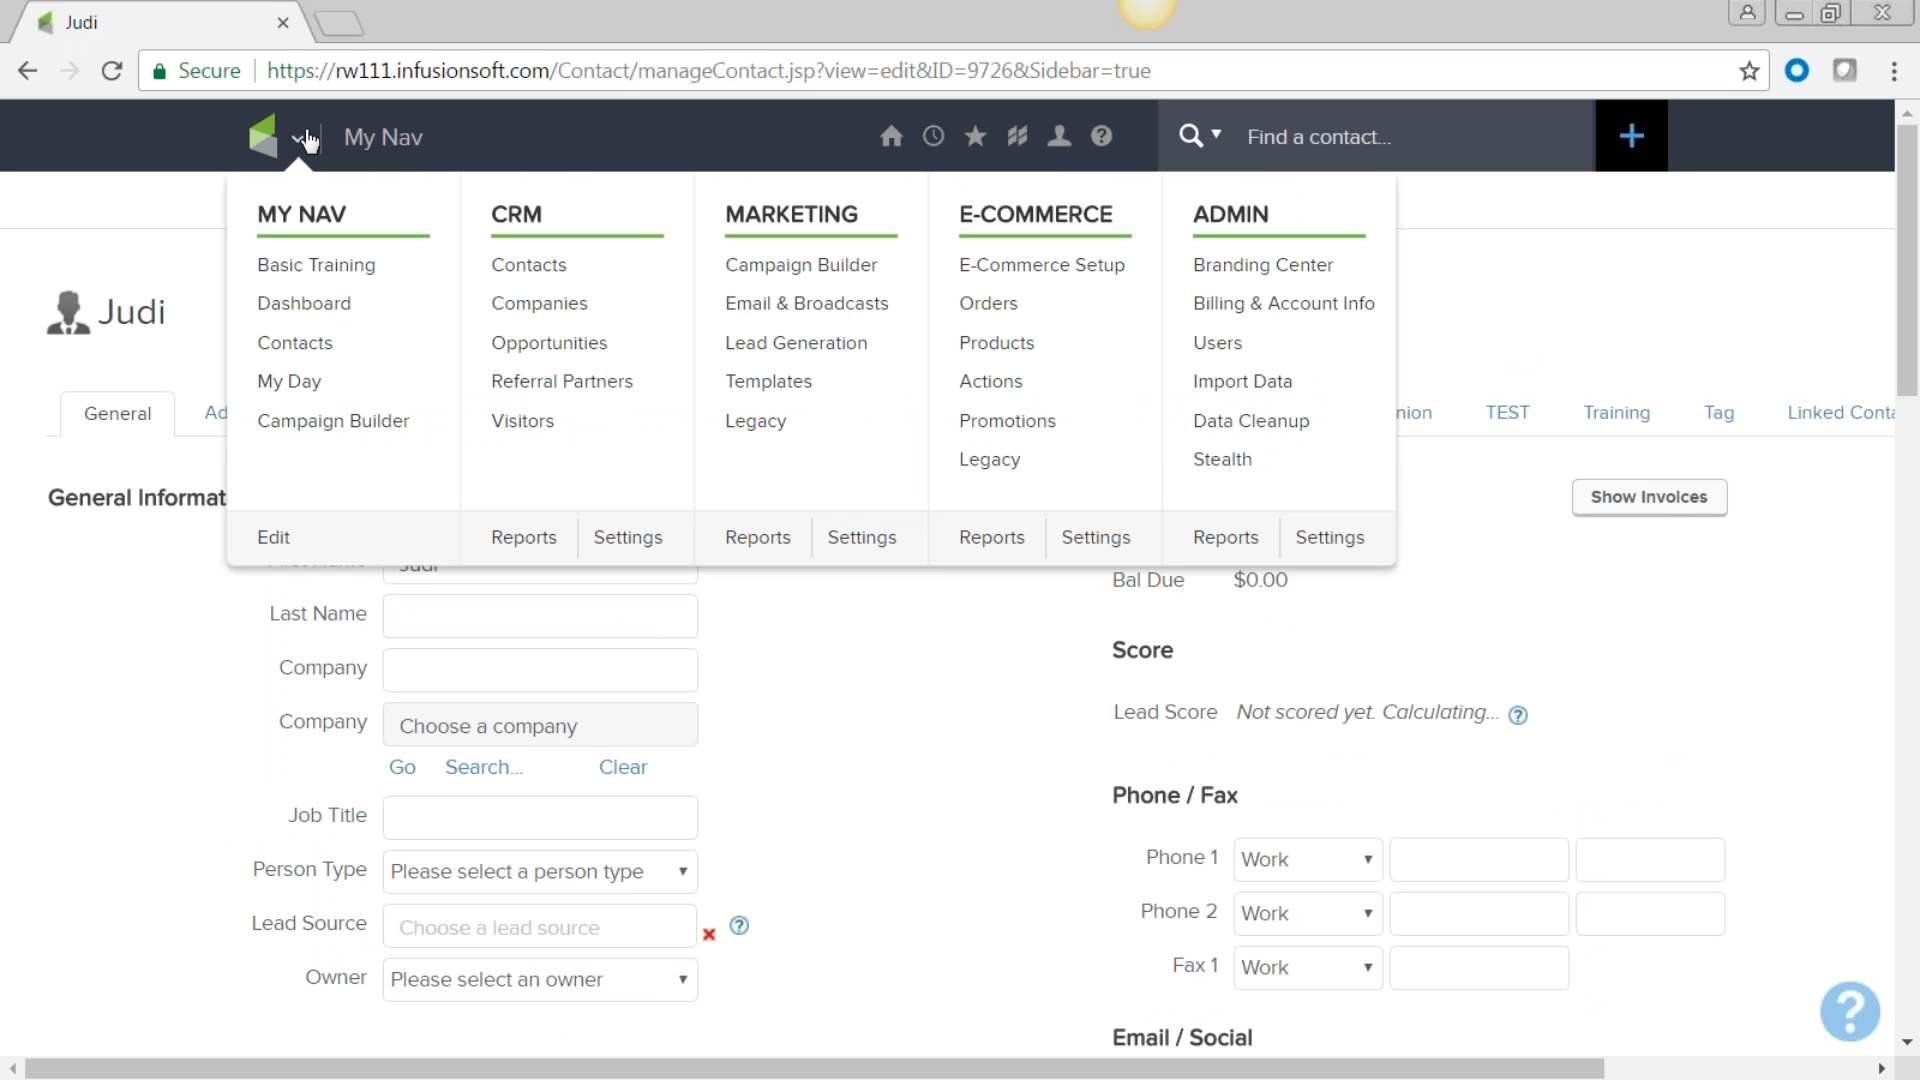 Judi
Secure https://rw111.infusionsoft.com/Contact/manageContact.jsp?view=edit&ID=9726&Sidebar=true
My Nav
Find a contact...
MY NAV
Basic Training
Dashboard
Contacts
My Day
Campaign Builder
Edit
CRM
Contacts
Companies
Opportunities
Referral Partners
Visitors
Reports
Settings
MARKETING
Campaign Builder
Email & Broadcasts
Lead Generation
Templates
Legacy
Reports
Settings
E-COMMERCE
E-Commerce Setup
Orders
Products
Actions
Promotions
Legacy
Reports
Settings
ADMIN
Branding Center
Billing & Account Info
Users
Import Data
Data Cleanup
Stealth
Reports
Settings
Judi
General
Ad
nion
TEST
Training
Tag
Linked Conta
General Informat
Show Invoices
Judi
Last Name
Company
Company
Choose a company
Go Search... Clear
Job Title
Person Type
Please select a person type
Lead Source
Choose a lead source
Owner
Please select an owner
Bal Due $0.00
Score
Lead Score Not scored yet. Calculating...
Phone / Fax
Phone 1 Work
Phone 2 Work
Fax 1 Work
Email / Social